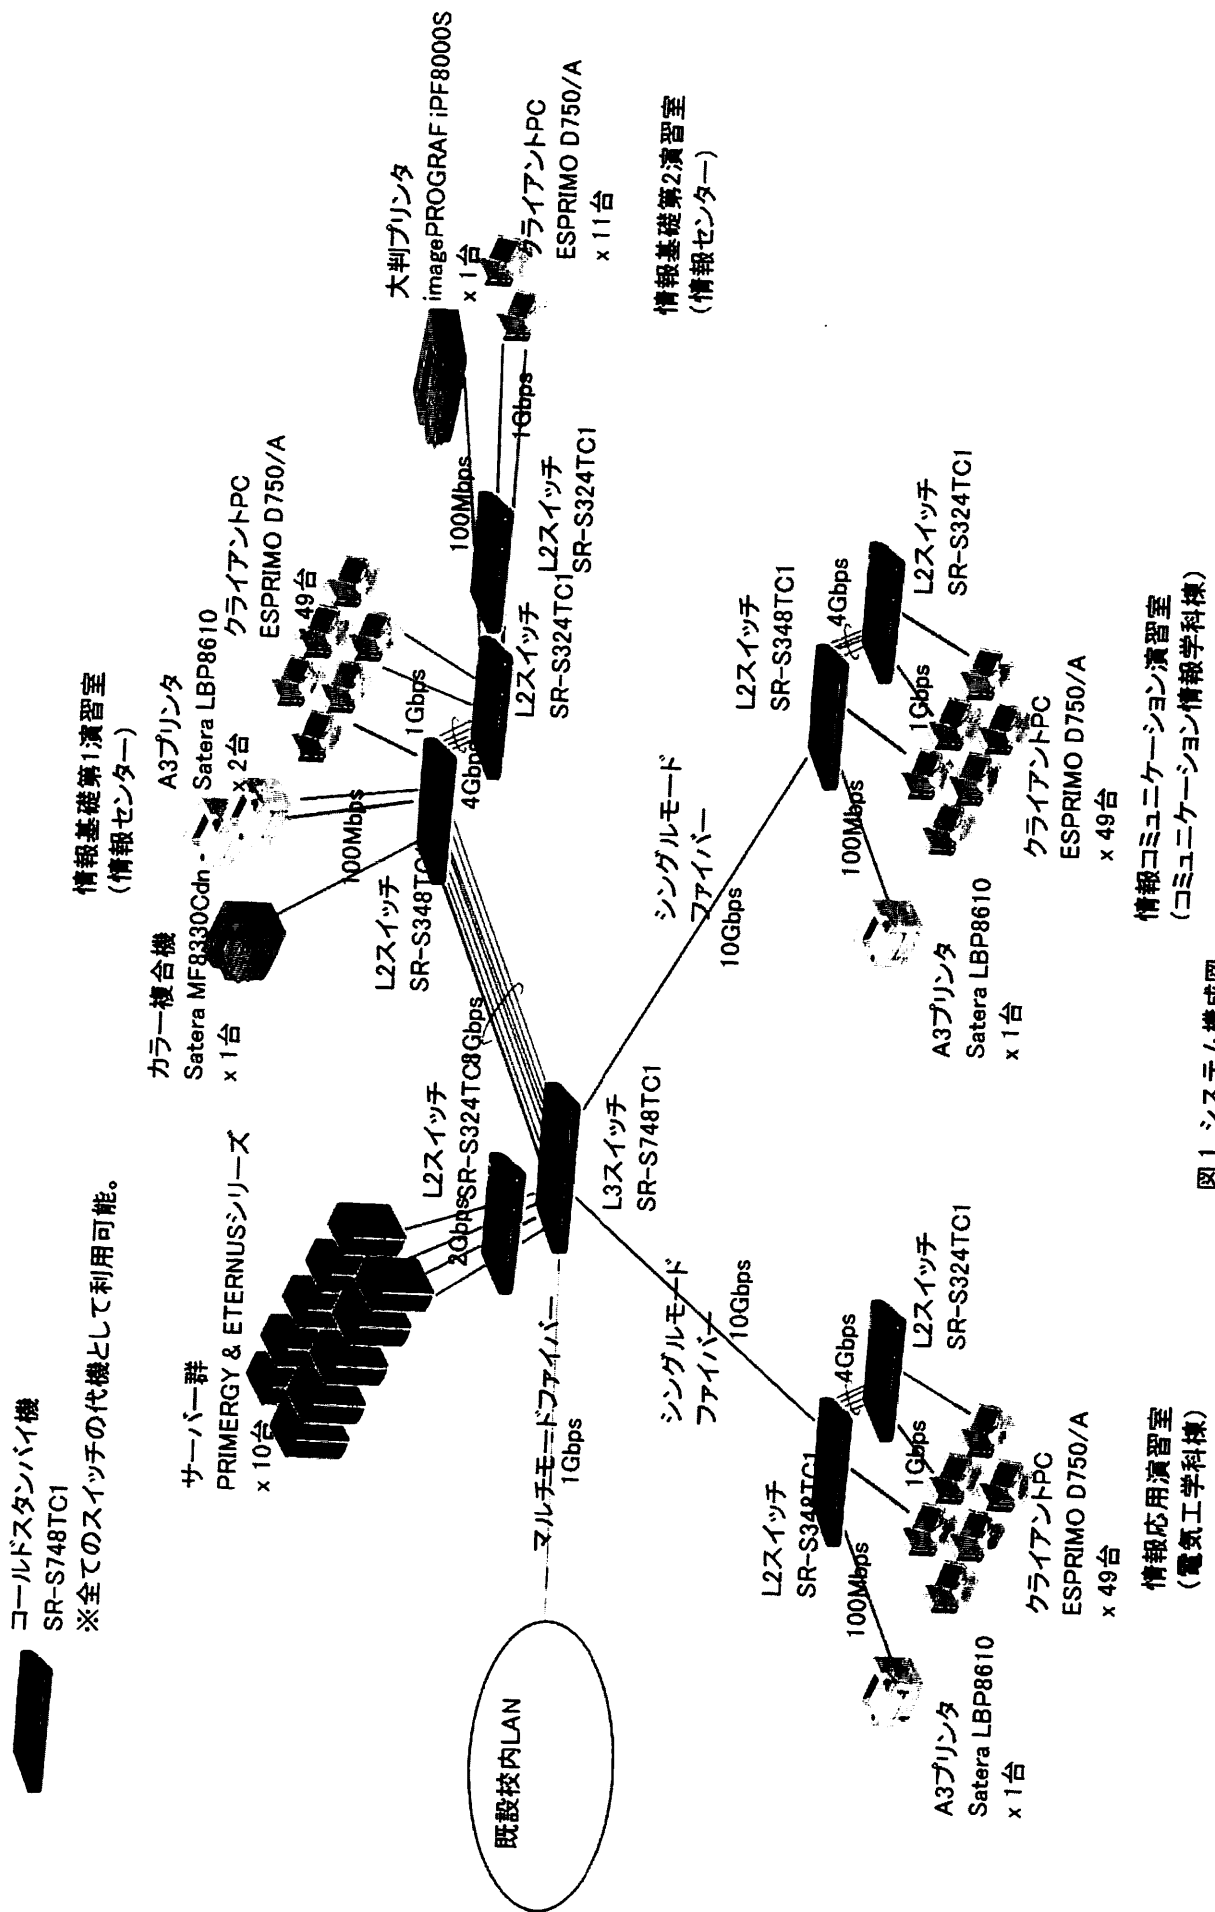 コールドスタンバイ機
SR-S748TC1
※全てのスイッチの代機として利用可能。
サーバー群
PRIMERGY & ETERNUSシリーズ
x 10台
L2スイッチ
SR-S324TC
2Gbps
8Gbps
カラー複合機
Satera MF8330Cdn
x 1台
情報基礎第1演習室
(情報センター)
A3プリンタ
Satera LBP8610
x 2台
クライアントPC
ESPRIMO D750/A
49台
100Mbps
1Gbps
L2スイッチ
SR-S348TC
4Gbps
L2スイッチ
SR-S324TC1
大判プリンタ
imagePROGRAF iPF8000S
x 1台
クライアントPC
ESPRIMO D750/A
x 11台
100Mbps
1Gbps
L2スイッチ
SR-S324TC1
情報基礎第2演習室
(情報センター)
既設校内LAN
マルチモードファイバー
1Gbps
L3スイッチ
SR-S748TC1
シングルモード
ファイバー
10Gbps
シングルモード
ファイバー
10Gbps
L2スイッチ
SR-S348TC1
4Gbps
L2スイッチ
SR-S324TC1
100Mbps
1Gbps
A3プリンタ
Satera LBP8610
x 1台
クライアントPC
ESPRIMO D750/A
x 49台
情報応用演習室
(電気工学科棟)
L2スイッチ
SR-S348TC1
4Gbps
L2スイッチ
SR-S324TC1
100Mbps
1Gbps
A3プリンタ
Satera LBP8610
x 1台
クライアントPC
ESPRIMO D750/A
x 49台
情報コミュニケーション演習室
(コミュニケーション情報学科棟)
図1 システム構成図